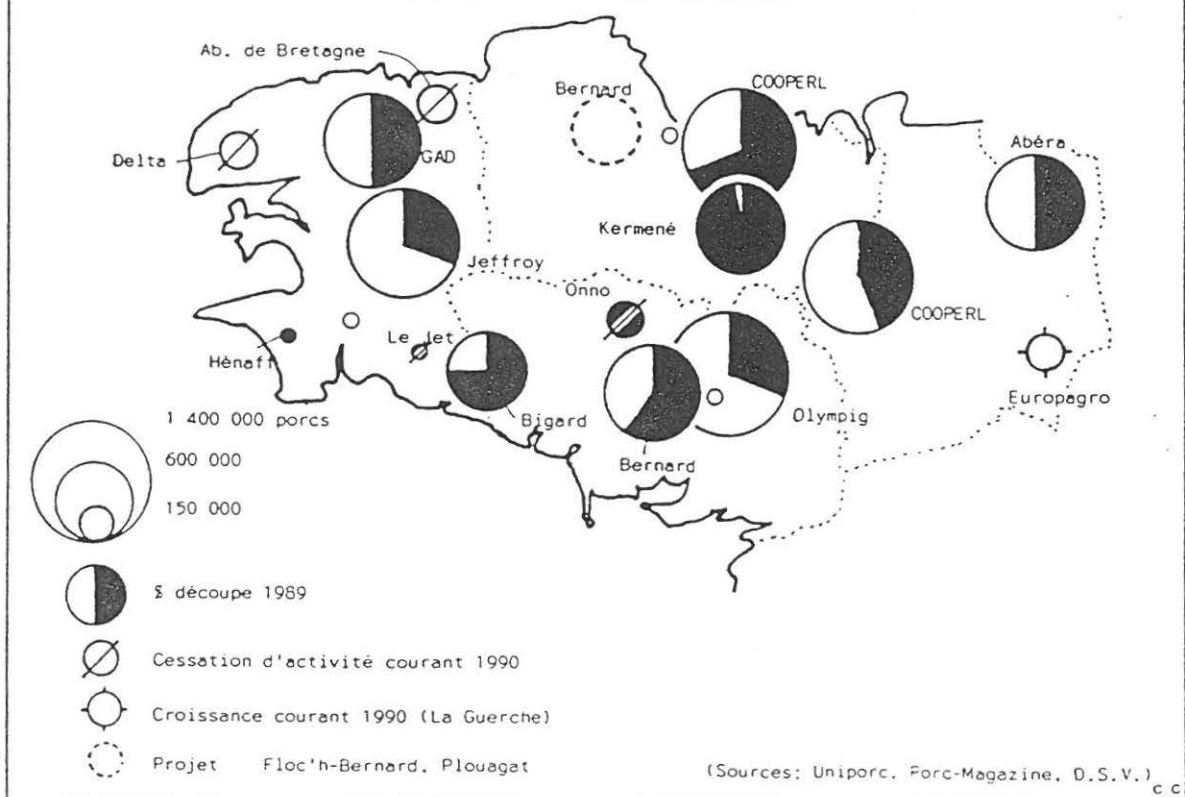 Ab. de Bretagne
Bernard
COOPERL
Delta
GAD
Abéra
Kermené
Jeffroy
Onno
COOPERL
Hénaff
Le Jet
Bigard
Bernard
Olympig
Europagro
1 400 000 porcs
600 000
150 000
% découpe 1989
Cessation d'activité courant 1990
Croissance courant 1990 (La Guerche)
Projet Floc'h-Bernard. Plouagat
(Sources: Uniporc. Porc-Magazine. D.S.V.)
c c